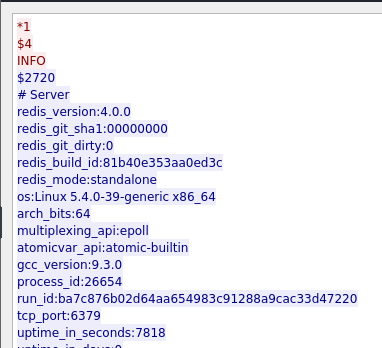 *1
$4
INFO
$2720
# Server
redis_version:4.0.0
redis_git_sha1:00000000
redis_git_dirty:0
redis_build_id:81b40e353aa0ed3c
redis_mode:standalone
os:Linux 5.4.0-39-generic x86_64
arch_bits:64
multiplexing_api:epoll
atomicvar_api:atomic-builtin
gcc_version:9.3.0
process_id:26654
run_id:ba7c876b02d64aa654983c91288a9cac33d47220
tcp_port:6379
uptime_in_seconds:7818